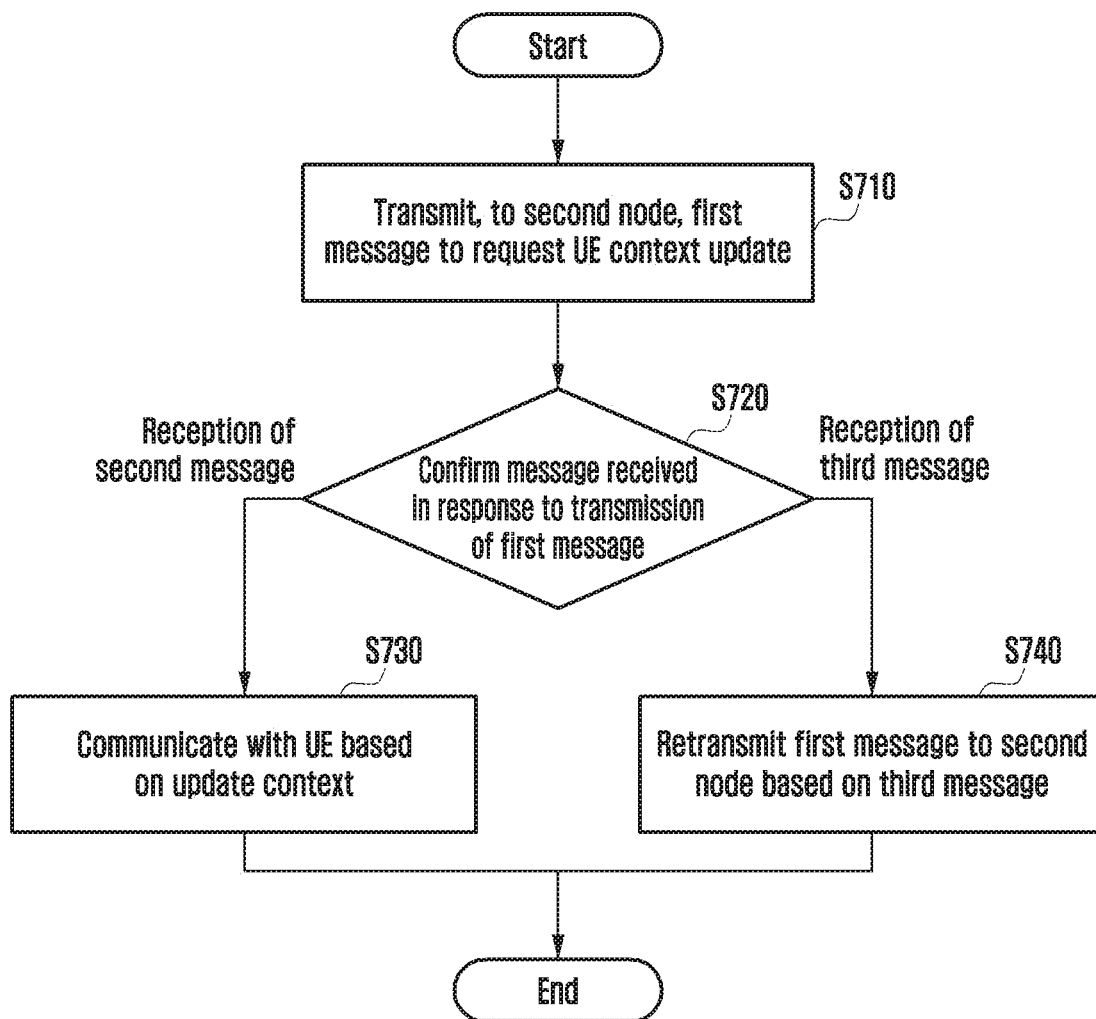 Start
S710
Transmit, to second node, first
message to request UE context update
S720
Reception of
second message
Reception of
third message
Confirm message received
in response to transmission
of first message
S730
Communicate with UE based
on update context
S740
Retransmit first message to second
node based on third message
End